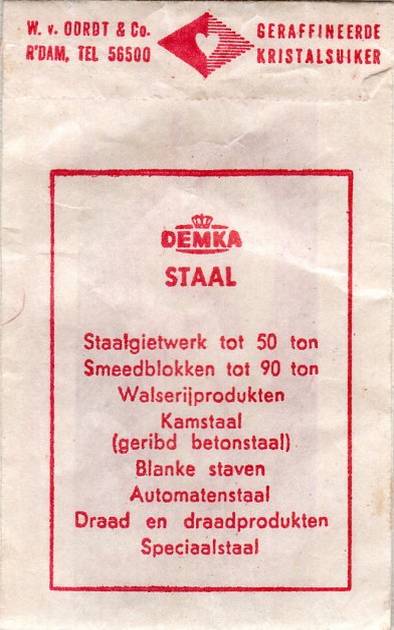 W. v. OORDT & Co.
R'DAM, TEL 56500
GERAFFINEERDE
KRISTALSUIKER
DEMKA
STAAL
Staalgietwerk tot 50 ton
Smeedblokken tot 90 ton
Walserijprodukten
Kamstaal
(geribd betonstaal)
Blanke staven
Automatenstaal
Draad en draadprodukten
Speciaalstaal